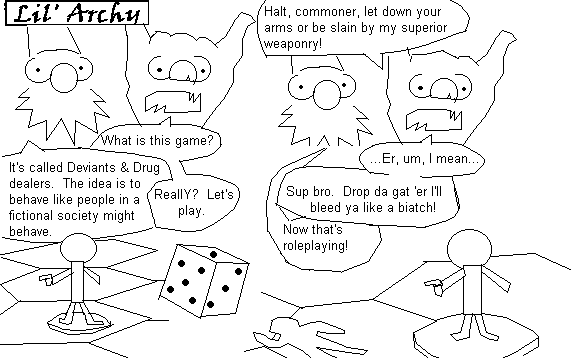 Lil' Archy
What is this game?
It's called Deviants & Drug
dealers.  The idea is to
behave like people in a
fictional society might
behave.
ReallY?  Let's
play.
Halt, commoner, let down your
arms or be slain by my superior
weaponry!
...Er, um, I mean...
Sup bro.  Drop da gat 'er I'll
bleed ya like a biatch!
Now that's
roleplaying!